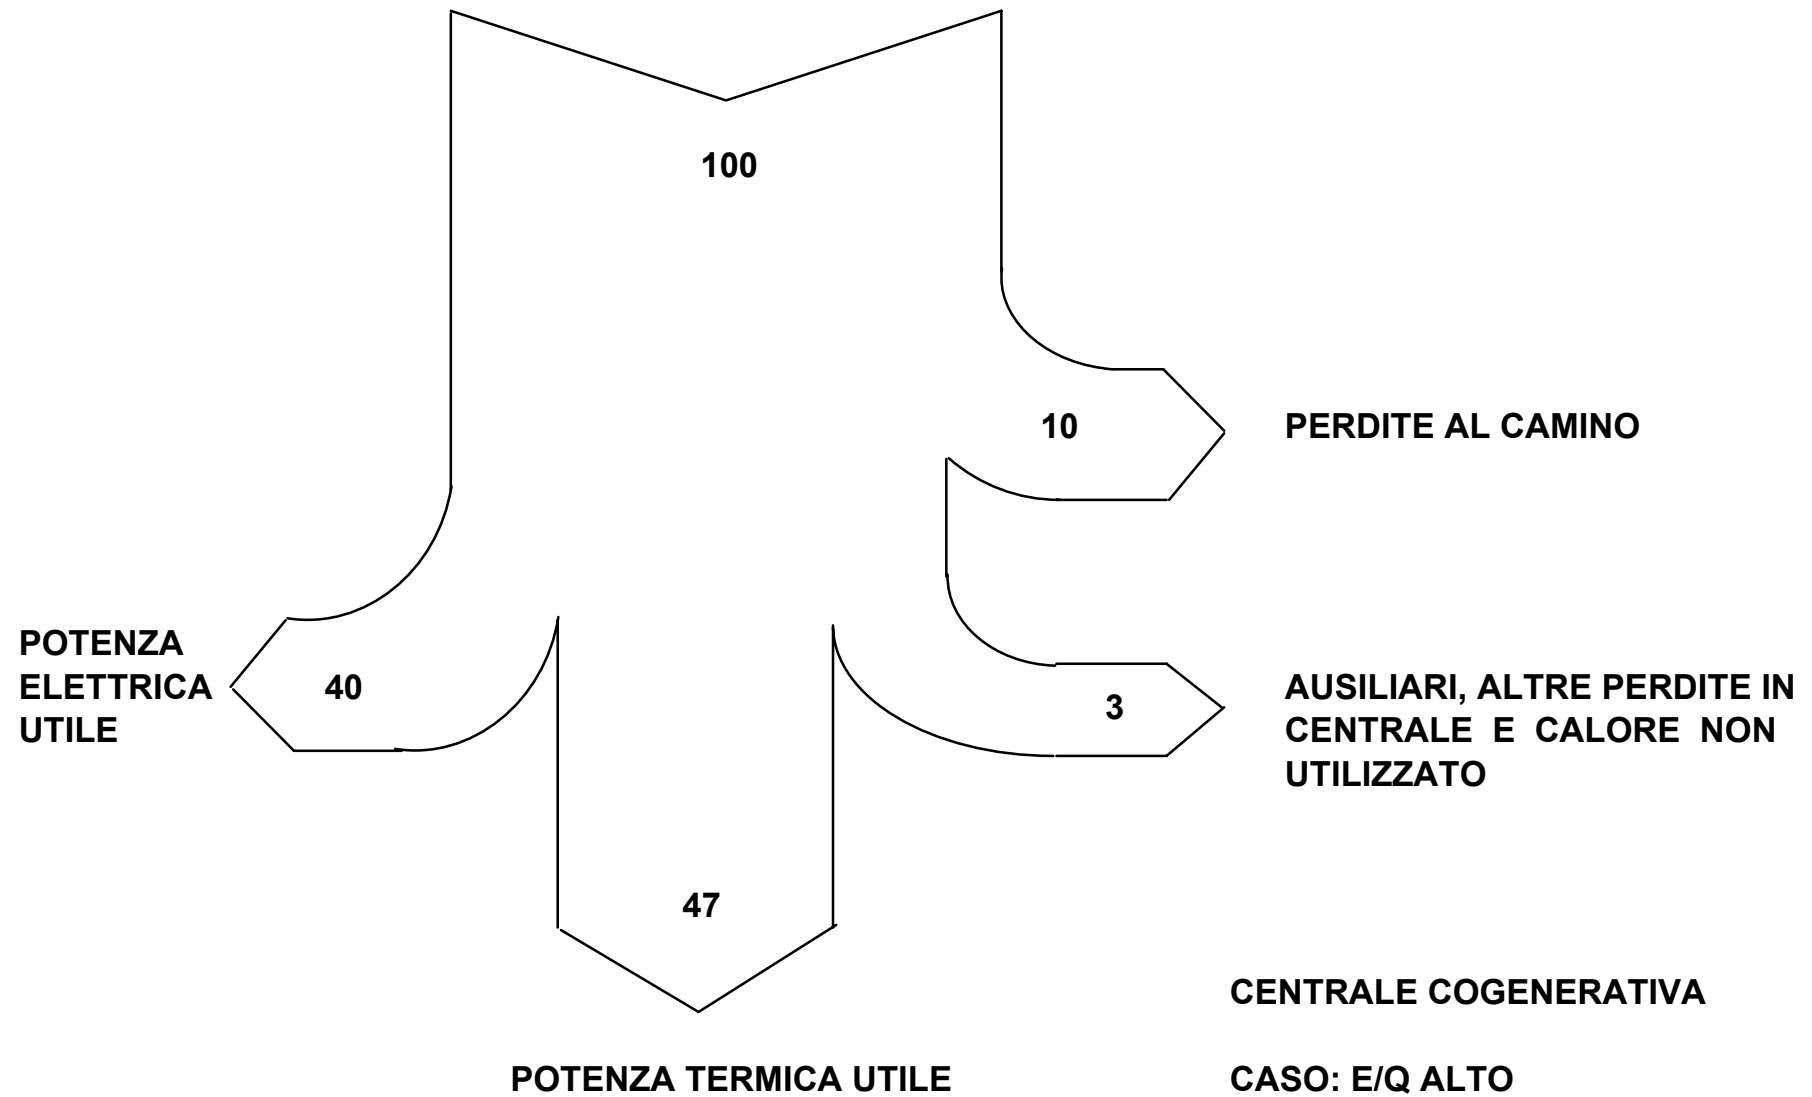 100
10
PERDITE AL CAMINO
POTENZA
ELETTRICA
UTILE
40
3
AUSILIARI, ALTRE PERDITE IN
CENTRALE E CALORE NON
UTILIZZATO
47
CENTRALE COGENERATIVA
POTENZA TERMICA UTILE
CASO: E/Q ALTO